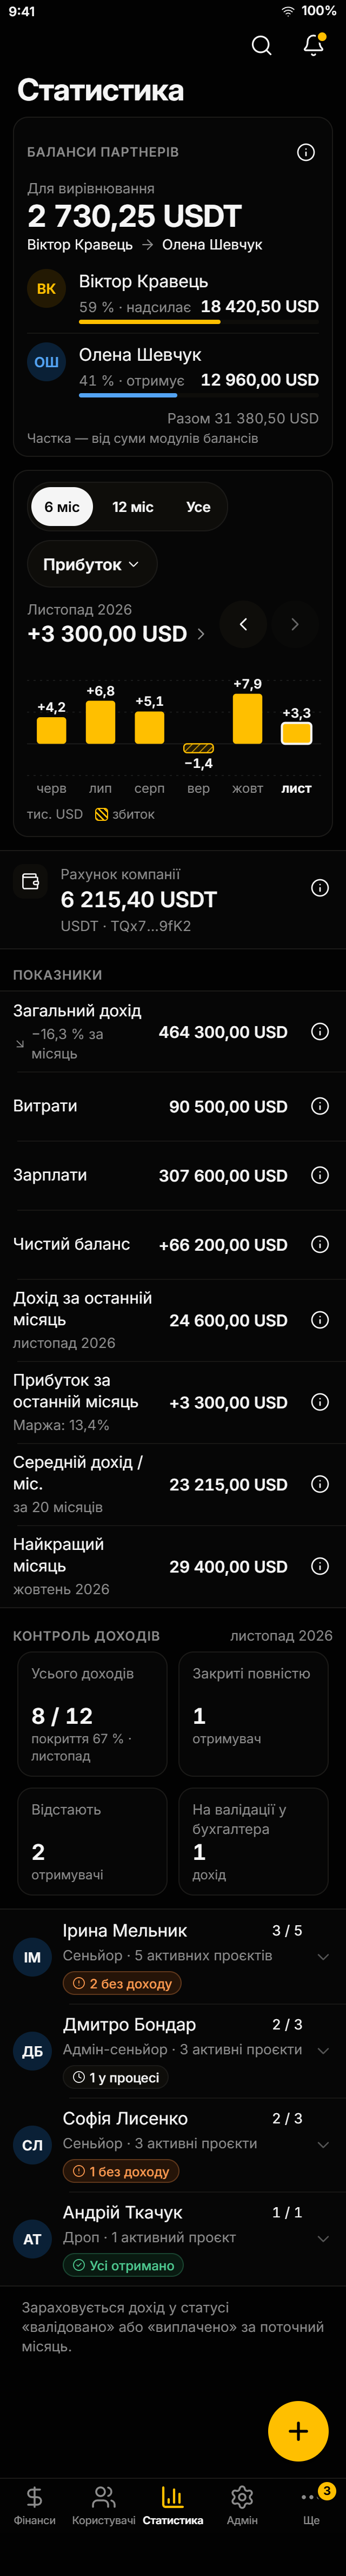 9:41
100%
Статистика
БАЛАНСИ ПАРТНЕРІВ
Для вирівнювання
2 730,25 USDT
Віктор Кравець → Олена Шевчук
ВК
Віктор Кравець
59 % · надсилає 18 420,50 USD
ОШ
Олена Шевчук
41 % · отримує 12 960,00 USD
Разом 31 380,50 USD
Частка — від суми модулів балансів
6 міс 12 міс Усе
Прибуток
Листопад 2026
+3 300,00 USD
+4,2 +6,8 +5,1 −1,4 +7,9 +3,3
черв лип серп вер жовт лист
тис. USD збиток
Рахунок компанії
6 215,40 USDT
USDT · TQx7…9fK2
ПОКАЗНИКИ
Загальний дохід
−16,3 % за
місяць
464 300,00 USD
Витрати 90 500,00 USD
Зарплати 307 600,00 USD
Чистий баланс +66 200,00 USD
Дохід за останній
місяць
листопад 2026
24 600,00 USD
Прибуток за
останній місяць
Маржа: 13,4%
+3 300,00 USD
Середній дохід /
міс.
за 20 місяців
23 215,00 USD
Найкращий
місяць
жовтень 2026
29 400,00 USD
КОНТРОЛЬ ДОХОДІВ листопад 2026
Усього доходів
8 / 12
покриття 67 % ·
листопад
Закриті повністю
1
отримувач
Відстають
2
отримувачі
На валідації у
бухгалтера
1
дохід
ІМ
Ірина Мельник 3 / 5
Сеньйор · 5 активних проєктів
2 без доходу
ДБ
Дмитро Бондар 2 / 3
Адмін-сеньйор · 3 активні проєкти
1 у процесі
СЛ
Софія Лисенко 2 / 3
Сеньйор · 3 активні проєкти
1 без доходу
АТ
Андрій Ткачук 1 / 1
Дроп · 1 активний проєкт
Усі отримано
Зараховується дохід у статусі
«валідовано» або «виплачено» за поточний
місяць.
3
Фінанси Користувачі Статистика Адмін Ще